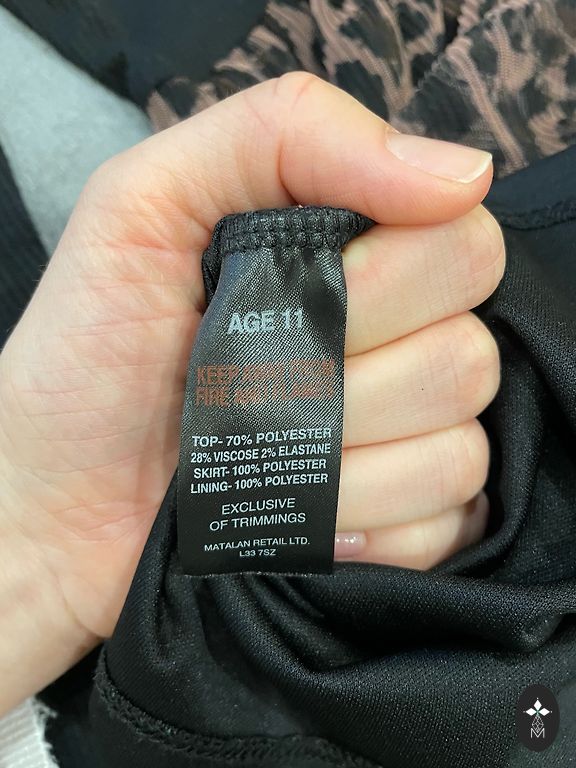 AGE 11
KEEP AWAY FROM
FIRE AND FLAMES
TOP- 70% POLYESTER
28% VISCOSE 2% ELASTANE
SKIRT- 100% POLYESTER
LINING- 100% POLYESTER
EXCLUSIVE
OF TRIMMINGS
MATALAN RETAIL LTD.
L33 7SZ
M